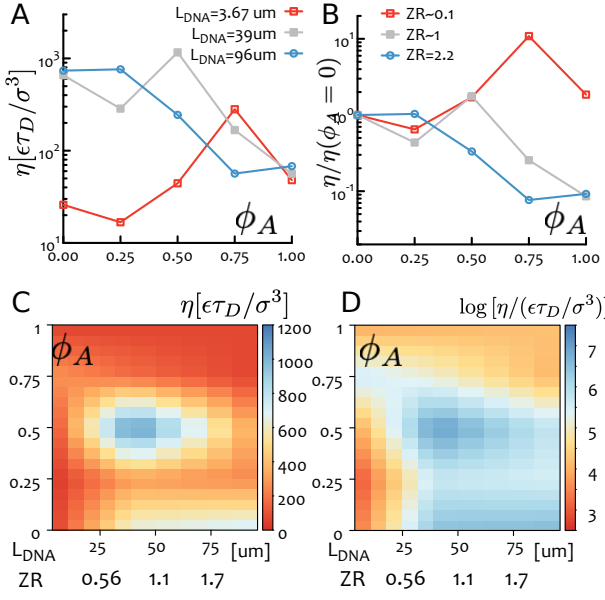 A
L_DNA=3.67 um
L_DNA=39um
L_DNA=96um
η[ϵτ_D/σ^3]
10^3
10^2
10^1
ϕ_A
0.00 0.25 0.50 0.75 1.00
B
ZR~0.1
ZR~1
ZR=2.2
η/η(ϕ_A = 0)
10^1
10^0
10^-1
ϕ_A
0.00 0.25 0.50 0.75 1.00
C
η[ϵτ_D/σ^3]
ϕ_A
1
0.75
0.5
0.25
0
1200
1000
800
600
400
200
0
L_DNA 25 50 75 [um]
ZR 0.56 1.1 1.7
D
log [η/(ϵτ_D/σ^3)]
ϕ_A
1
0.75
0.5
0.25
0
7
6
5
4
3
L_DNA 25 50 75 [um]
ZR 0.56 1.1 1.7